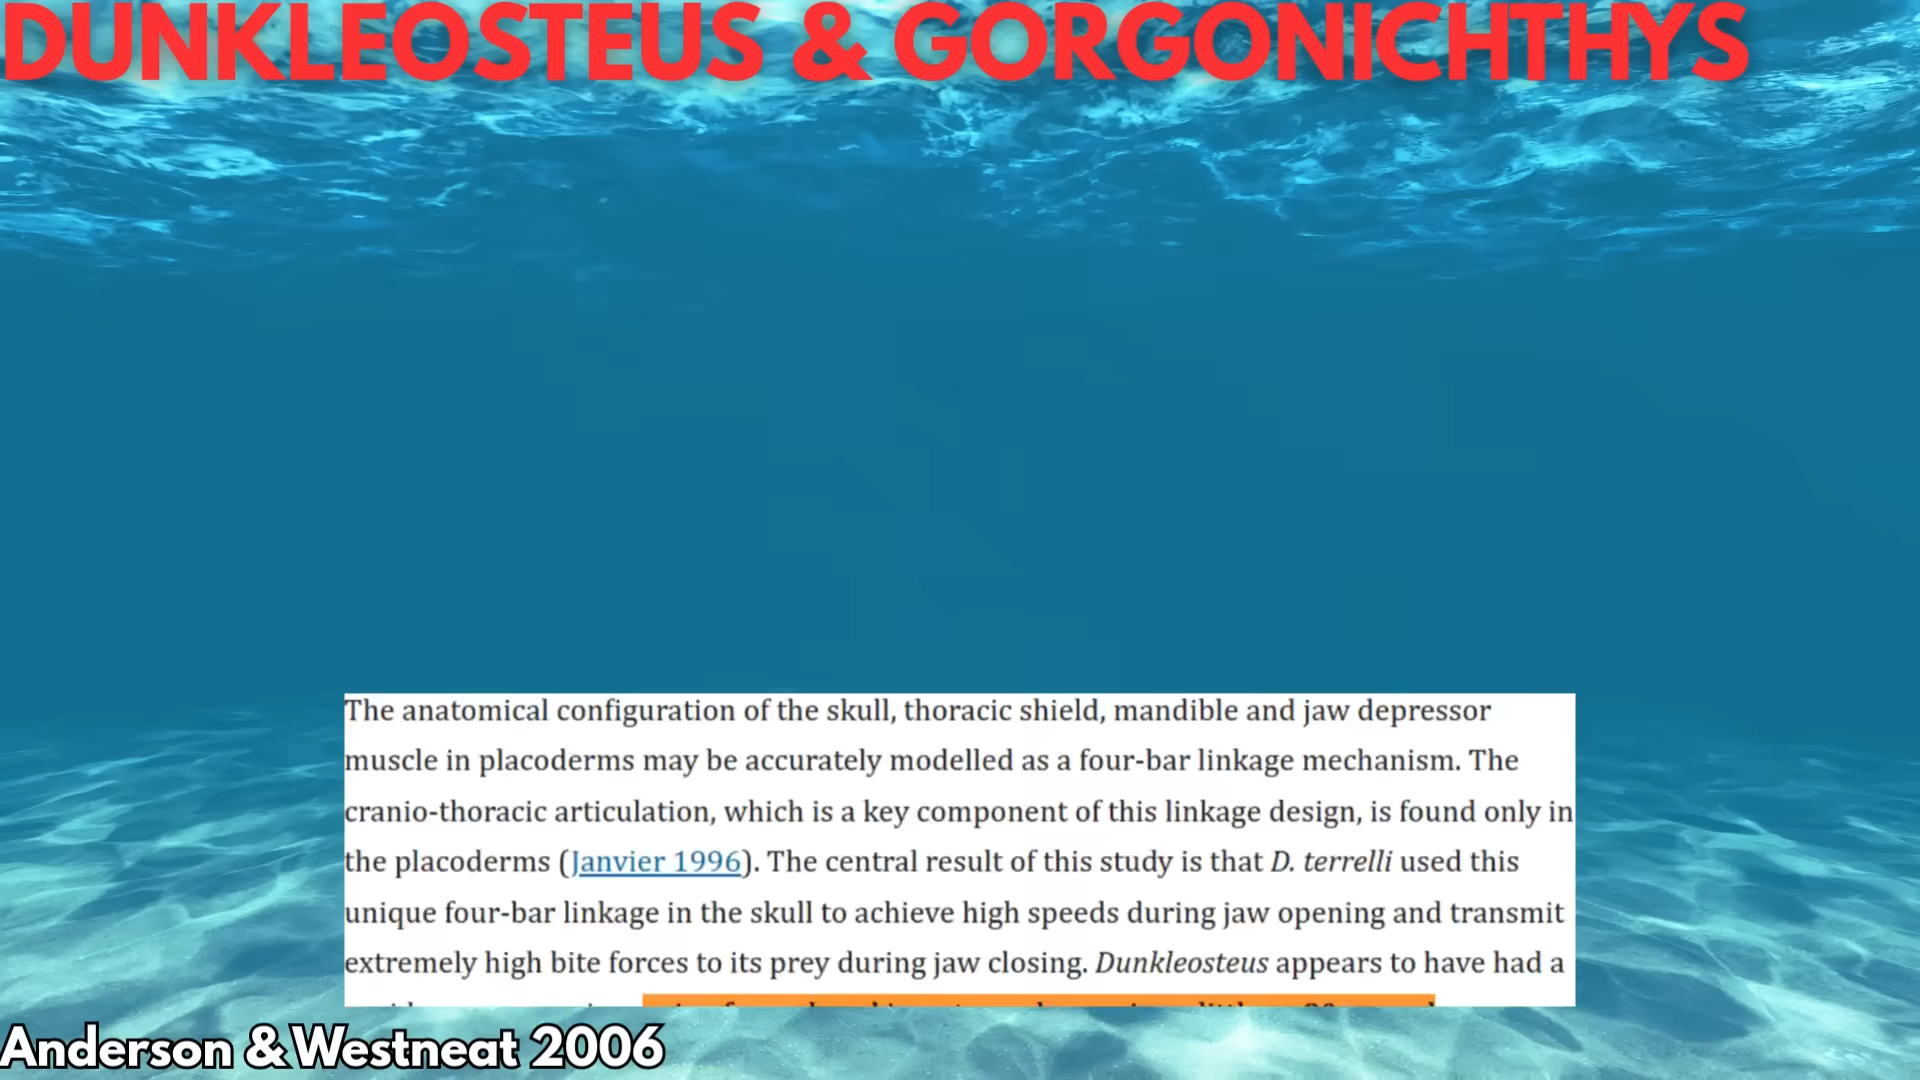 DUNKLEOSTEUS & GORGONICHTHYS
The anatomical configuration of the skull, thoracic shield, mandible and jaw depressor
muscle in placoderms may be accurately modelled as a four-bar linkage mechanism. The
cranio-thoracic articulation, which is a key component of this linkage design, is found only in
the placoderms (Janvier 1996). The central result of this study is that D. terrelli used this
unique four-bar linkage in the skull to achieve high speeds during jaw opening and transmit
extremely high bite forces to its prey during jaw closing. Dunkleosteus appears to have had a
Anderson & Westneat 2006